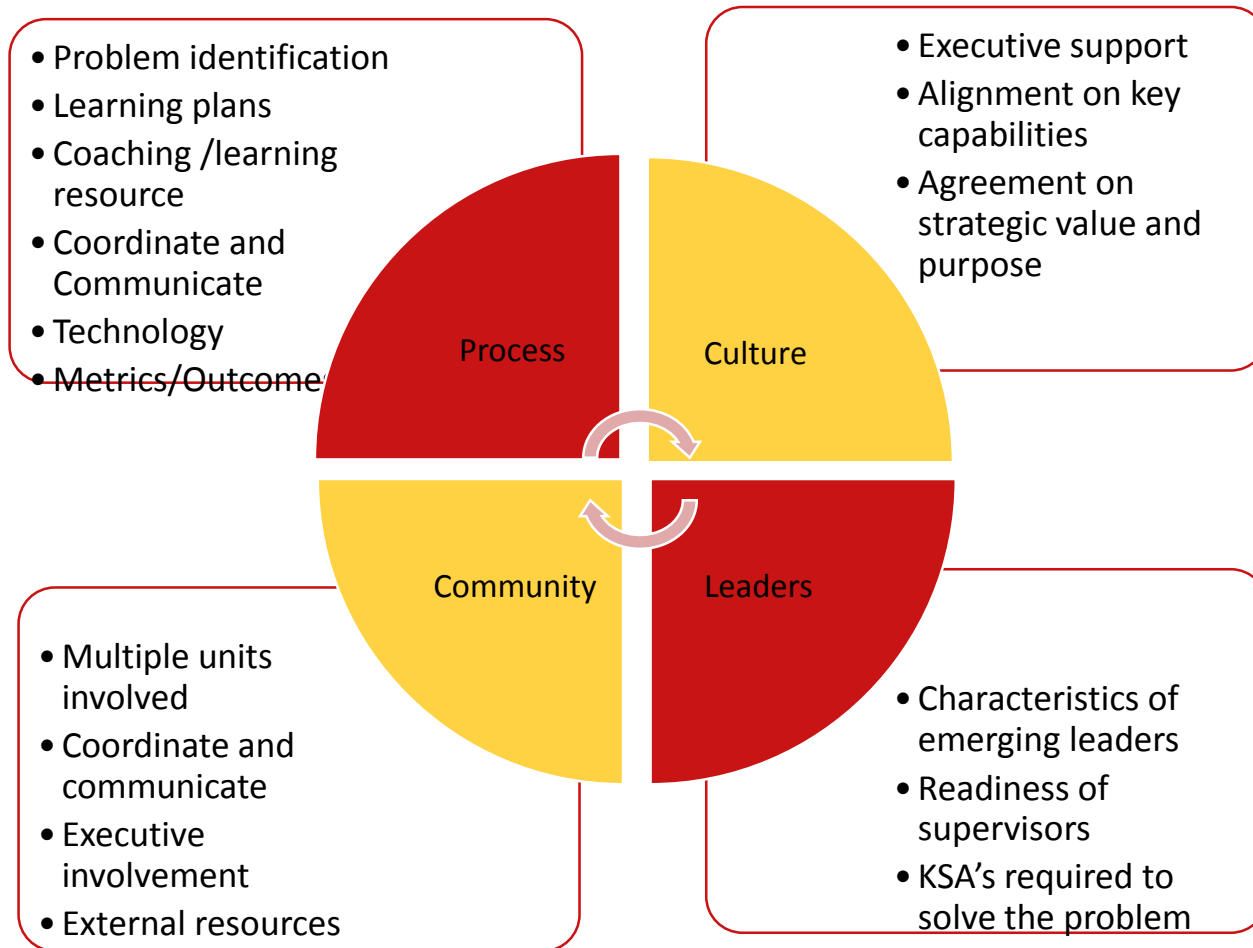 • Problem identification
• Learning plans
• Coaching /learning
resource
• Coordinate and
Communicate
• Technology
• Metrics/Outcomes
• Executive support
• Alignment on key
capabilities
• Agreement on
strategic value and
purpose
Process
Culture
Community
Leaders
• Multiple units
involved
• Coordinate and
communicate
• Executive
involvement
• External resources
• Characteristics of
emerging leaders
• Readiness of
supervisors
• KSA’s required to
solve the problem